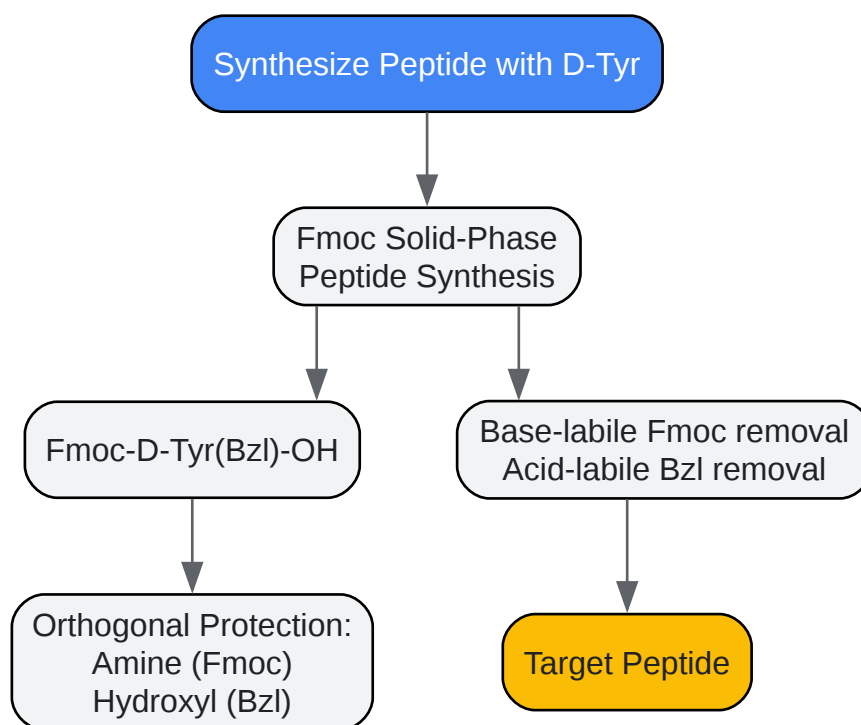 Synthesize Peptide with D-Tyr
Fmoc Solid-Phase
Peptide Synthesis
Fmoc-D-Tyr(Bzl)-OH
Base-labile Fmoc removal
Acid-labile Bzl removal
Orthogonal Protection:
Amine (Fmoc)
Hydroxyl (Bzl)
Target Peptide